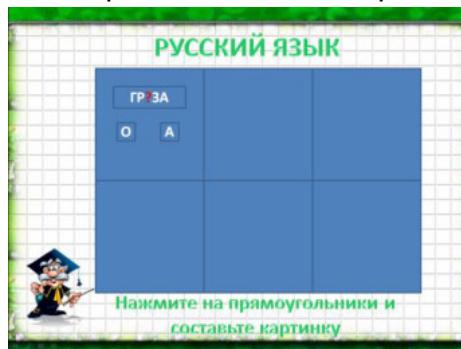 РУССКИЙ ЯЗЫК
ГР?ЗА
О А
Нажмите на прямоугольники и
составьте картинку